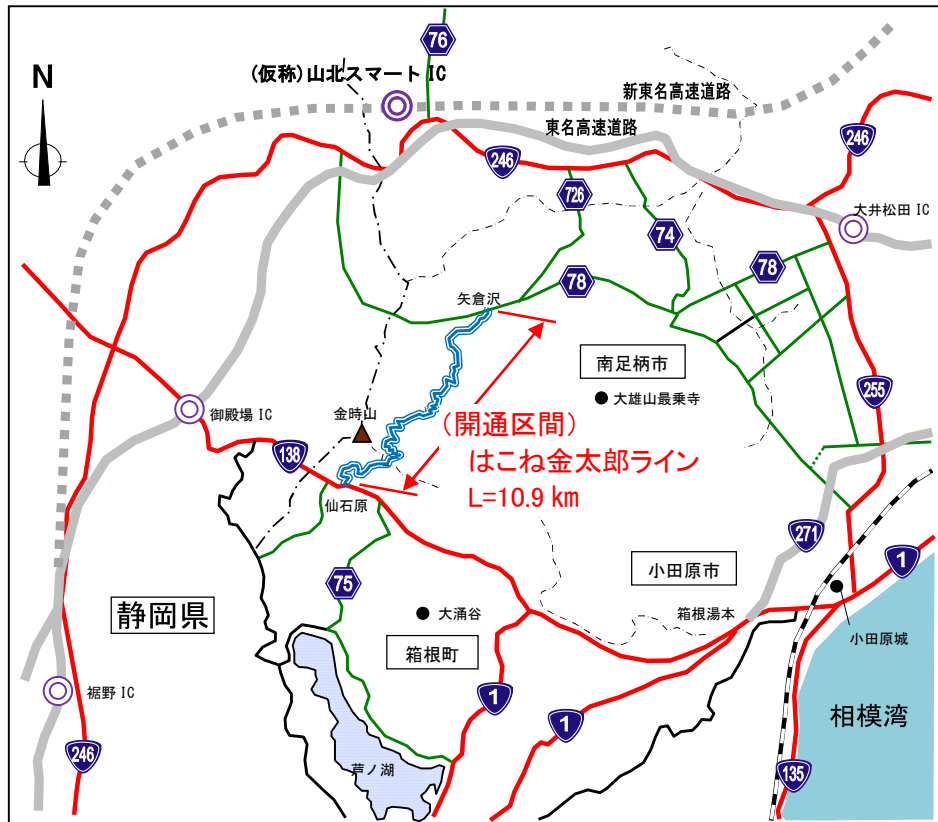 76
(仮称)山北スマート IC
N
新東名高速道路
東名高速道路
246
246
726
大井松田 IC
74
78
矢倉沢
78
南足柄市
大雄山最乗寺
255
御殿場 IC
金時山
(開通区間)
はこね金太郎ライン
L=10.9 km
138
仙石原
271
1
小田原市
75
静岡県
大涌谷
箱根湯本
小田原城
箱根町
裾野 IC
1
1
相模湾
246
芦ノ湖
135